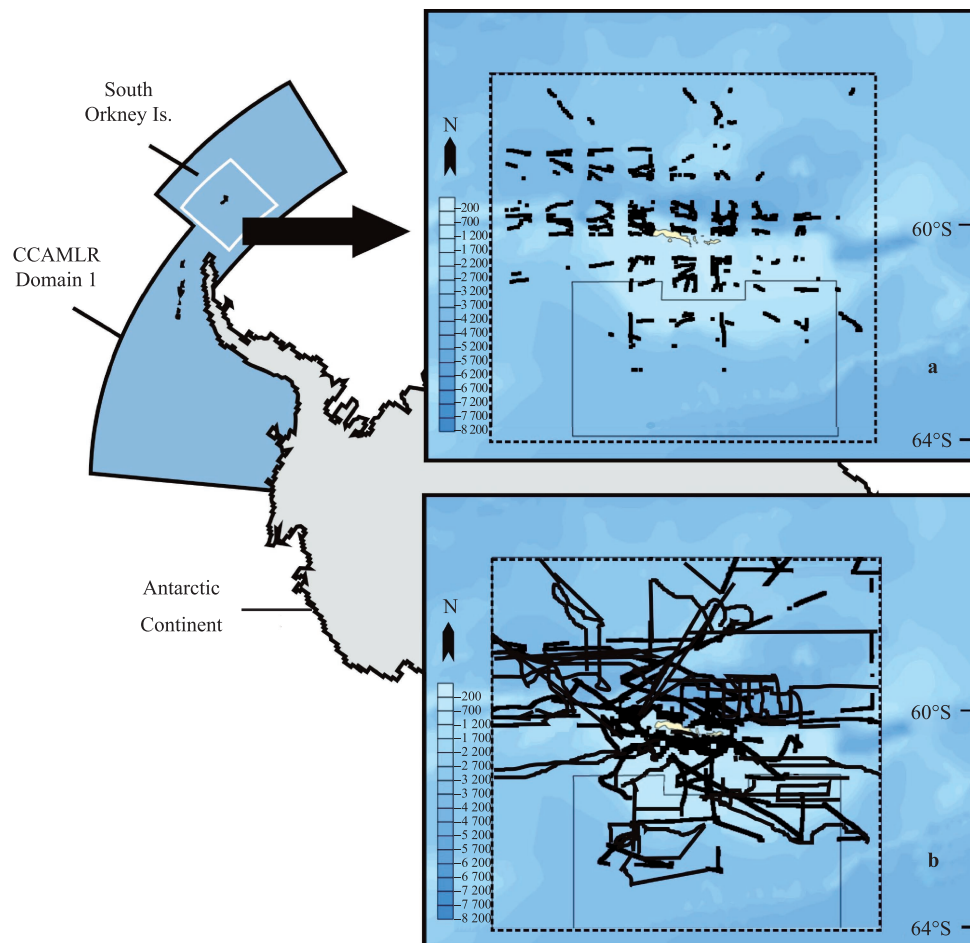 South
Orkney Is.
CCAMLR
Domain 1
Antarctic
Continent
N
–200
–700
–1 200
–1 700
–2 200
–2 700
–3 200
–3 700
–4 200
–4 700
–5 200
–5 700
–6 200
–6 700
–7 200
–7 700
–8 200
60°S
a
64°S
N
–200
–700
–1 200
–1 700
–2 200
–2 700
–3 200
–3 700
–4 200
–4 700
–5 200
–5 700
–6 200
–6 700
–7 200
–7 700
–8 200
60°S
b
64°S